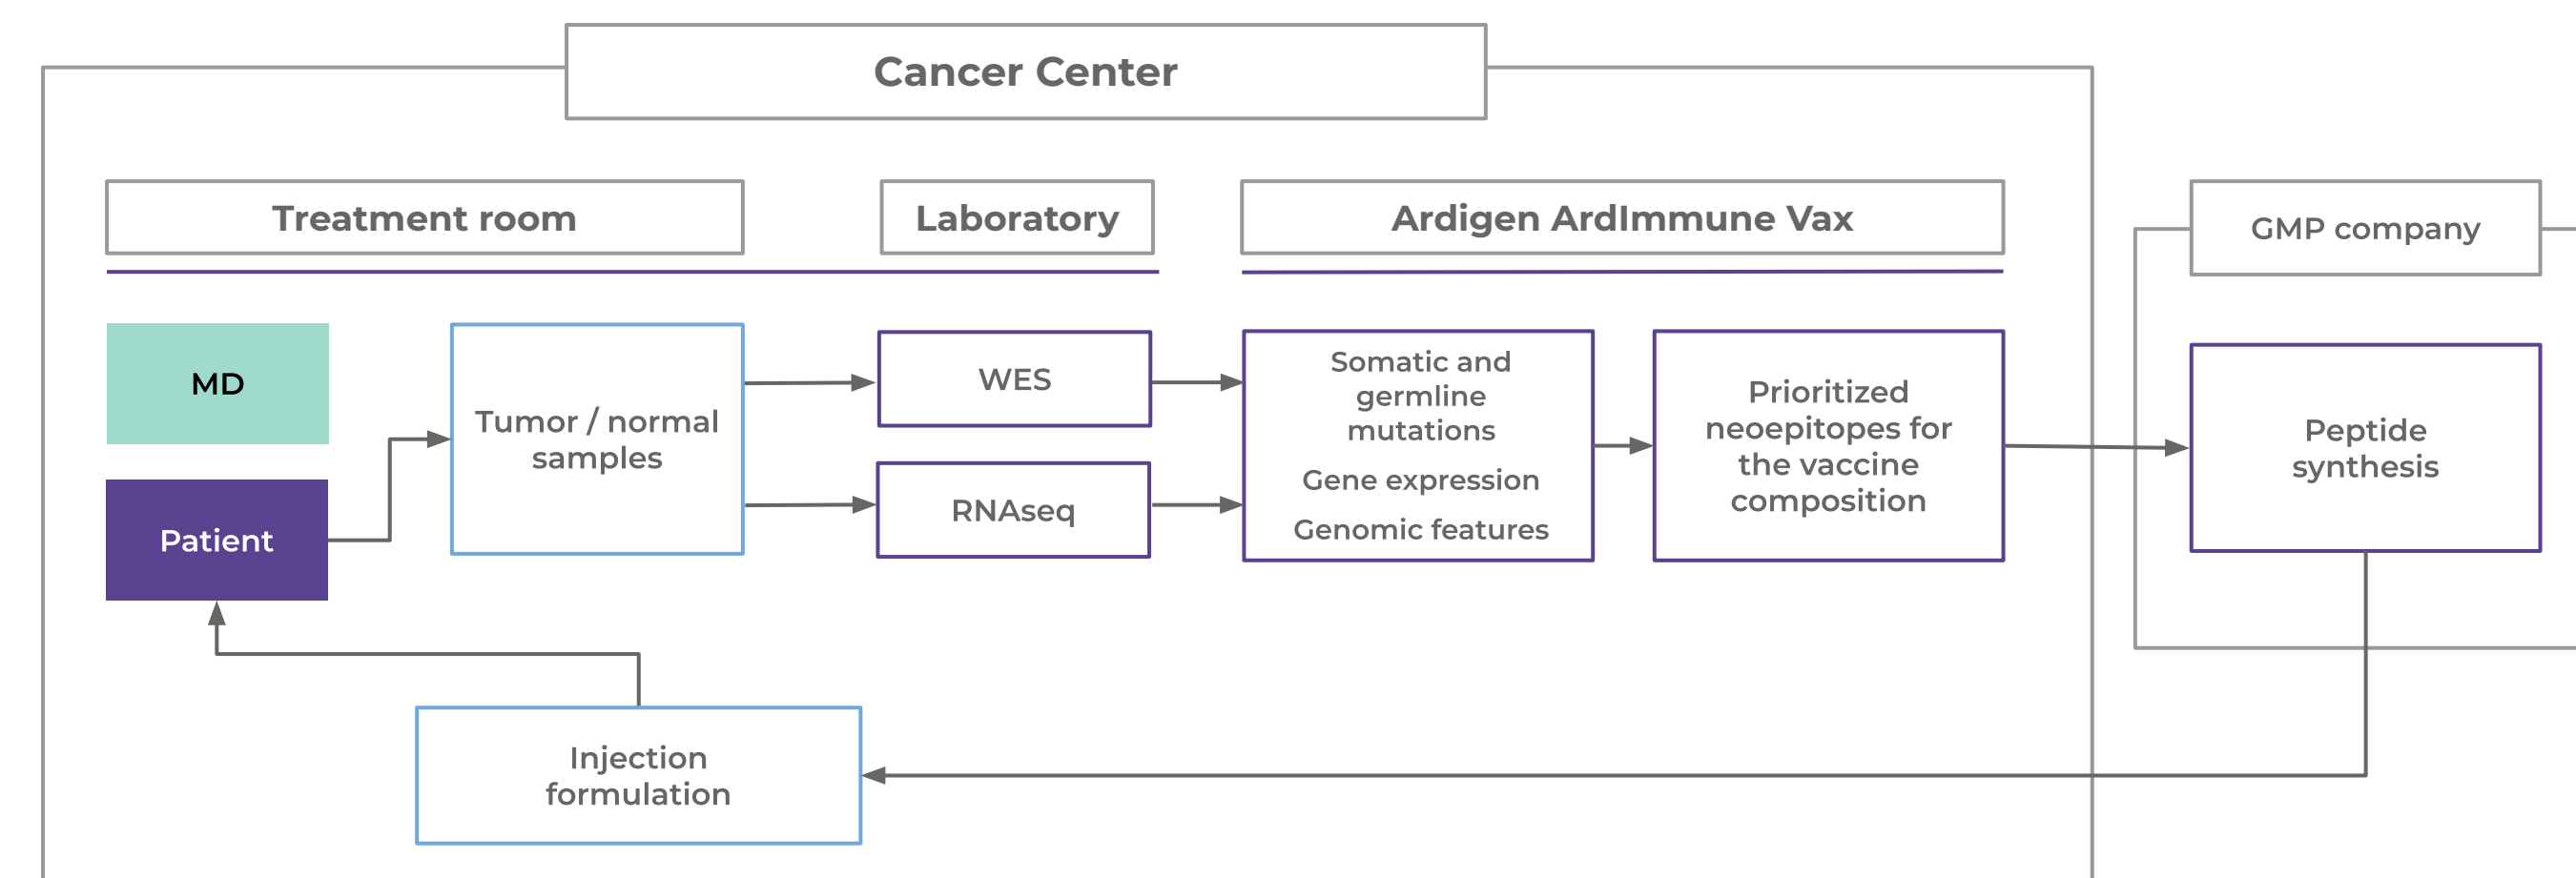 Cancer Center
Treatment room
Laboratory
Ardigen ArdImmune Vax
GMP company
MD
Patient
Tumor / normal
samples
WES
RNAseq
Somatic and
germline
mutations
Gene expression
Genomic features
Prioritized
neoepitopes for
the vaccine
composition
Peptide
synthesis
Injection
formulation